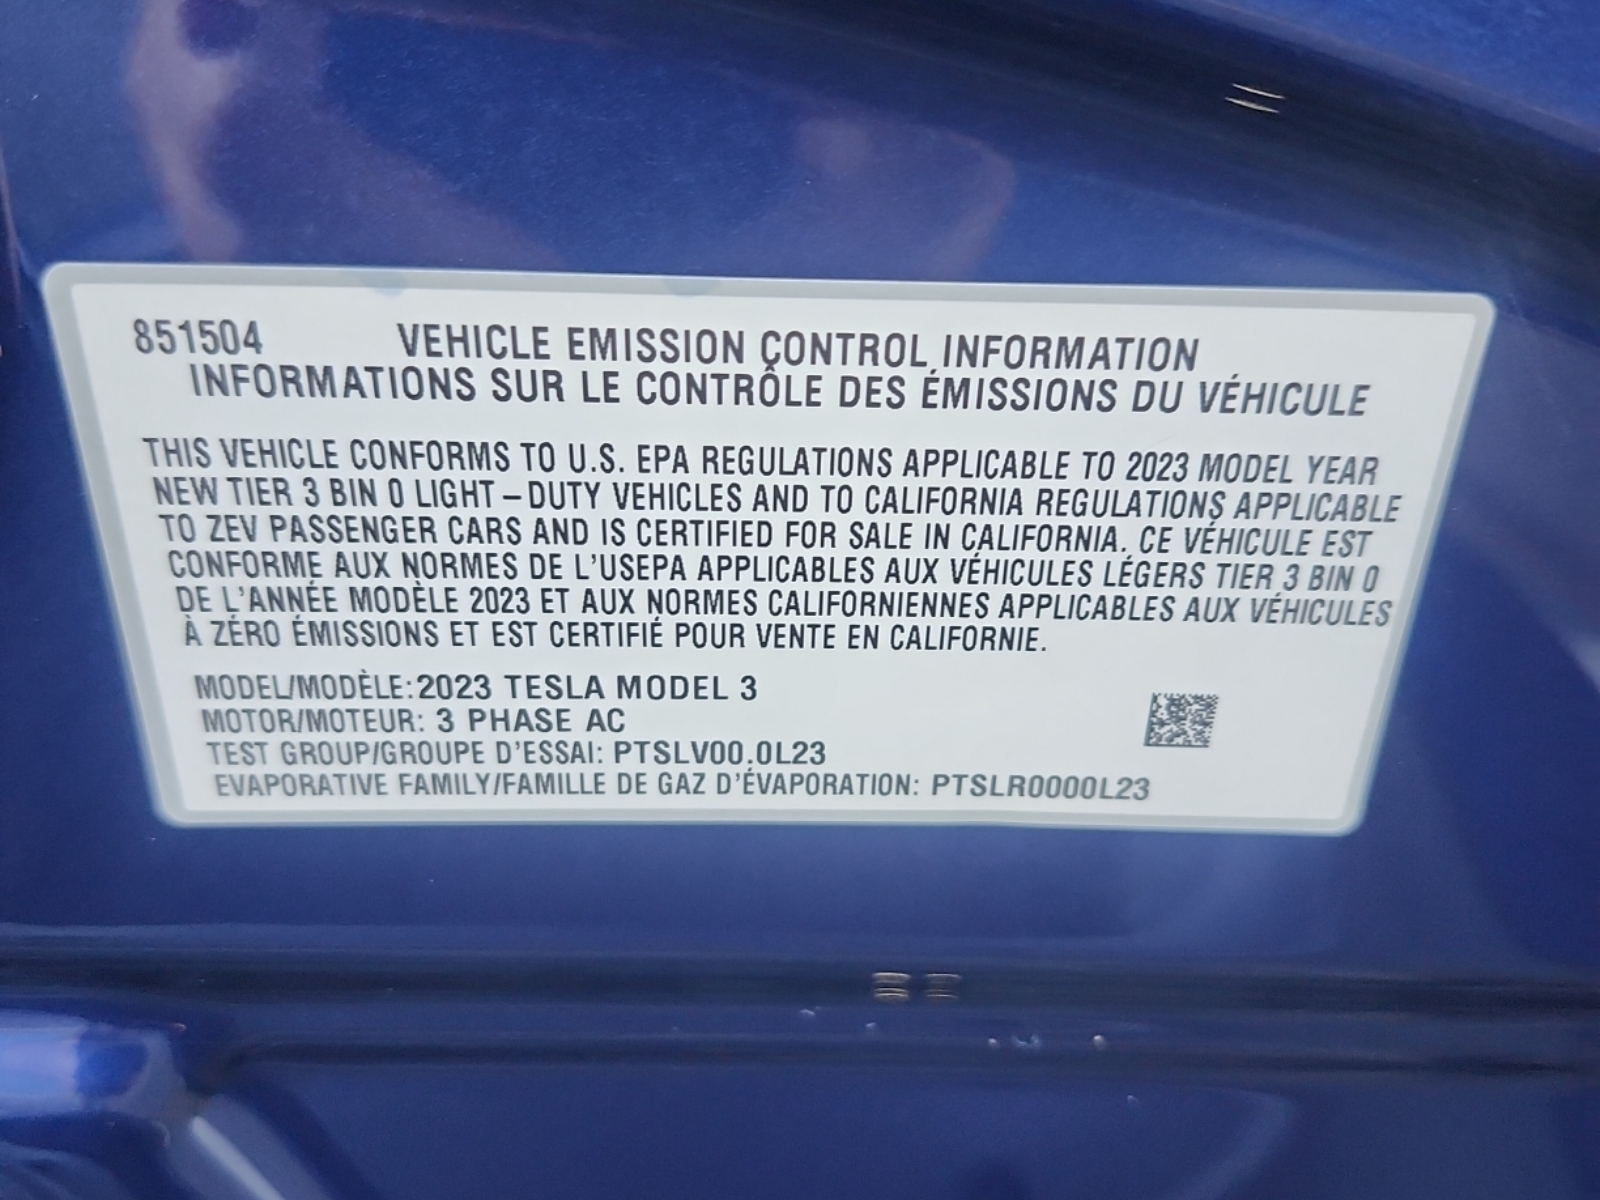 851504 VEHICLE EMISSION CONTROL INFORMATION
INFORMATIONS SUR LE CONTRÔLE DES ÉMISSIONS DU VÉHICULE
THIS VEHICLE CONFORMS TO U.S. EPA REGULATIONS APPLICABLE TO 2023 MODEL YEAR
NEW TIER 3 BIN 0 LIGHT–DUTY VEHICLES AND TO CALIFORNIA REGULATIONS APPLICABLE
TO ZEV PASSENGER CARS AND IS CERTIFIED FOR SALE IN CALIFORNIA. CE VÉHICULE EST
CONFORME AUX NORMES DE L'USEPA APPLICABLES AUX VÉHICULES LÉGERS TIER 3 BIN 0
DE L'ANNÉE MODÈLE 2023 ET AUX NORMES CALIFORNIENNES APPLICABLES AUX VÉHICULES
À ZÉRO ÉMISSIONS ET EST CERTIFIÉ POUR VENTE EN CALIFORNIE.
MODEL/MODÈLE:2023 TESLA MODEL 3
MOTOR/MOTEUR: 3 PHASE AC
TEST GROUP/GROUPE D'ESSAI: PTSLV00.0L23
EVAPORATIVE FAMILY/FAMILLE DE GAZ D'ÉVAPORATION: PTSLR0000L23